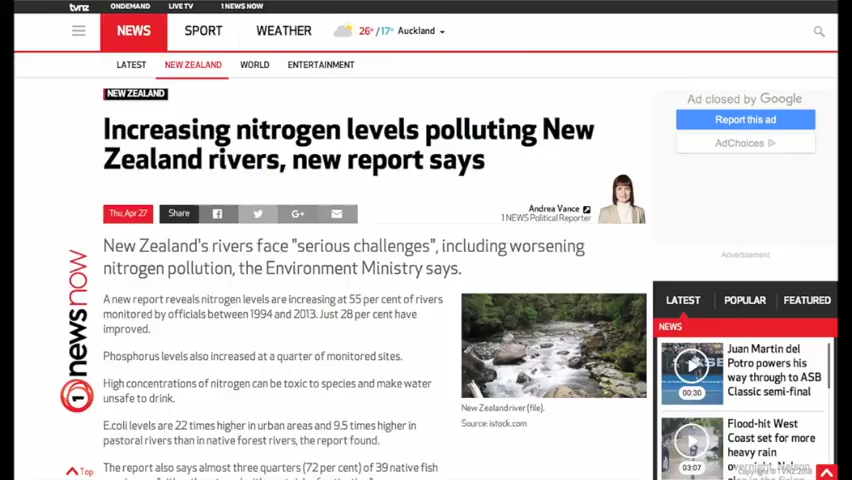 tvnz ONDEMAND LIVE TV 1 NEWS NOW
NEWS SPORT WEATHER 26° / 17° Auckland
LATEST NEW ZEALAND WORLD ENTERTAINMENT
NEW ZEALAND
Increasing nitrogen levels polluting New
Zealand rivers, new report says
Thu, Apr 27 Share
Andrea Vance
1 NEWS Political Reporter
New Zealand's rivers face "serious challenges", including worsening
nitrogen pollution, the Environment Ministry says.
A new report reveals nitrogen levels are increasing at 55 per cent of rivers
monitored by officials between 1994 and 2013. Just 28 per cent have
improved.
Phosphorus levels also increased at a quarter of monitored sites.
High concentrations of nitrogen can be toxic to species and make water
unsafe to drink.
E.coli levels are 22 times higher in urban areas and 9.5 times higher in
pastoral rivers than in native forest rivers, the report found.
The report also says almost three quarters (72 per cent) of 39 native fish
New Zealand river (file).
Source: istock.com
1 news now
Top
Ad closed by Google
Report this ad
AdChoices
Advertisement
LATEST POPULAR FEATURED
NEWS
Juan Martin del
Potro powers his
way through to ASB
Classic semi-final
00:30
Flood-hit West
Coast set for more
heavy rain
03:07